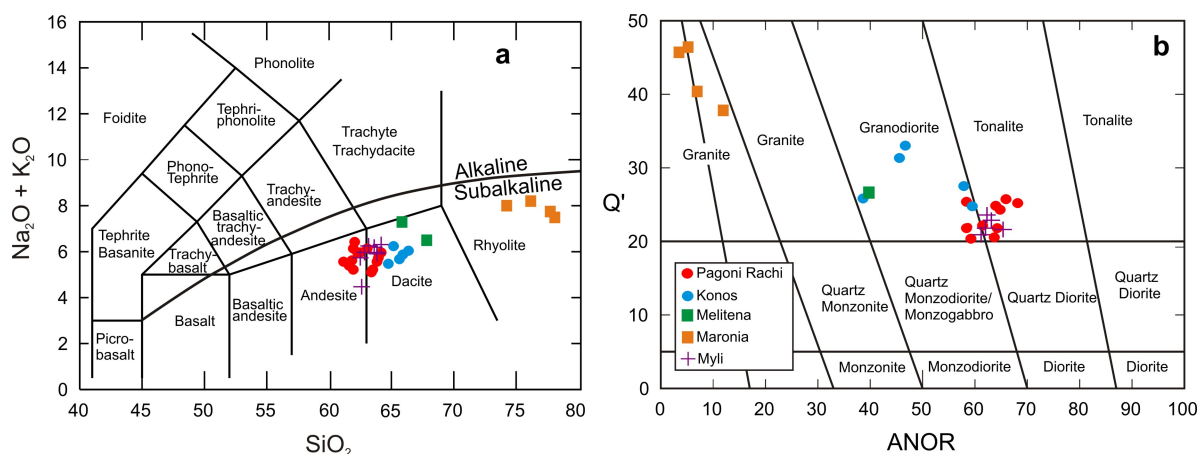 a
Na2O + K2O
16
14
12
10
8
6
4
2
0
40
45
50
55
60
65
70
75
80
SiO2
Phonolite
Foidite
Tephri-
phonolite
Trachyte
Trachydacite
Alkaline
Subalkaline
Phono-
Tephrite
Trachy-
andesite
Basaltic
trachy-
andesite
Tephrite
Basanite
Trachy-
basalt
Rhyolite
Andesite
Dacite
Basalt
Basaltic
andesite
Picro-
basalt
b
Q'
50
40
30
20
10
0
0
10
20
30
40
50
60
70
80
90
100
ANOR
Granite
Granite
Granodiorite
Tonalite
Tonalite
Quartz
Monzonite
Quartz
Monzodiorite/
Monzogabbro
Quartz Diorite
Quartz
Diorite
Monzonite
Monzodiorite
Diorite
Diorite
Pagoni Rachi
Konos
Melitena
Maronia
Myli